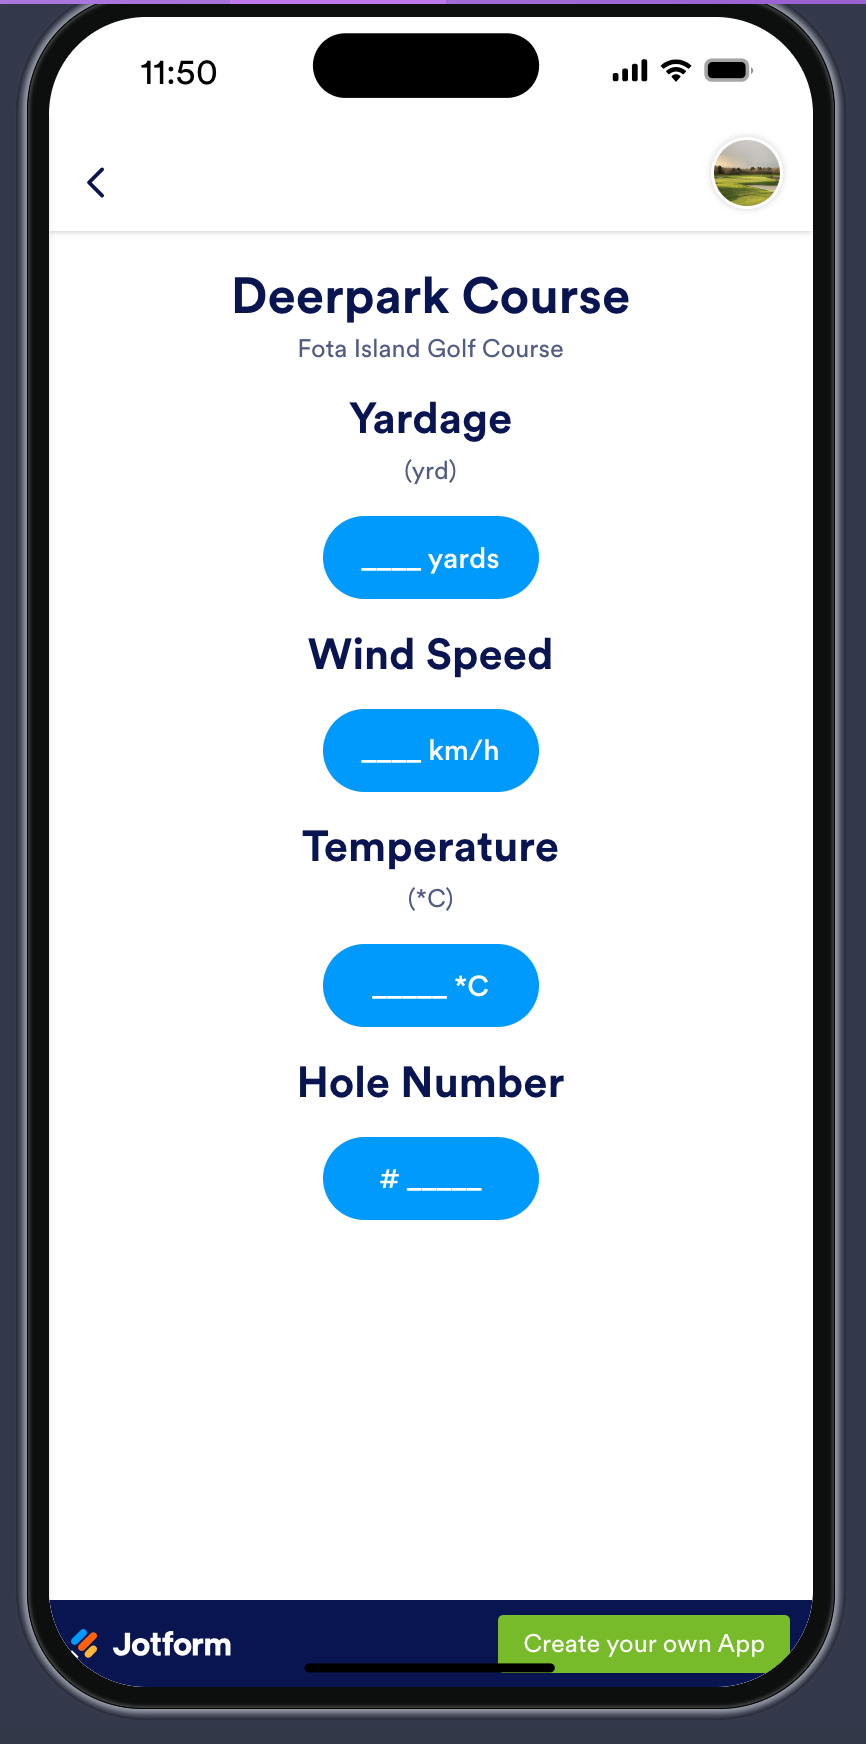 11:50
Deerpark Course
Fota Island Golf Course
Yardage
(yrd)
____ yards
Wind Speed
____ km/h
Temperature
(*C)
_____ *C
Hole Number
# _____
Jotform
Create your own App